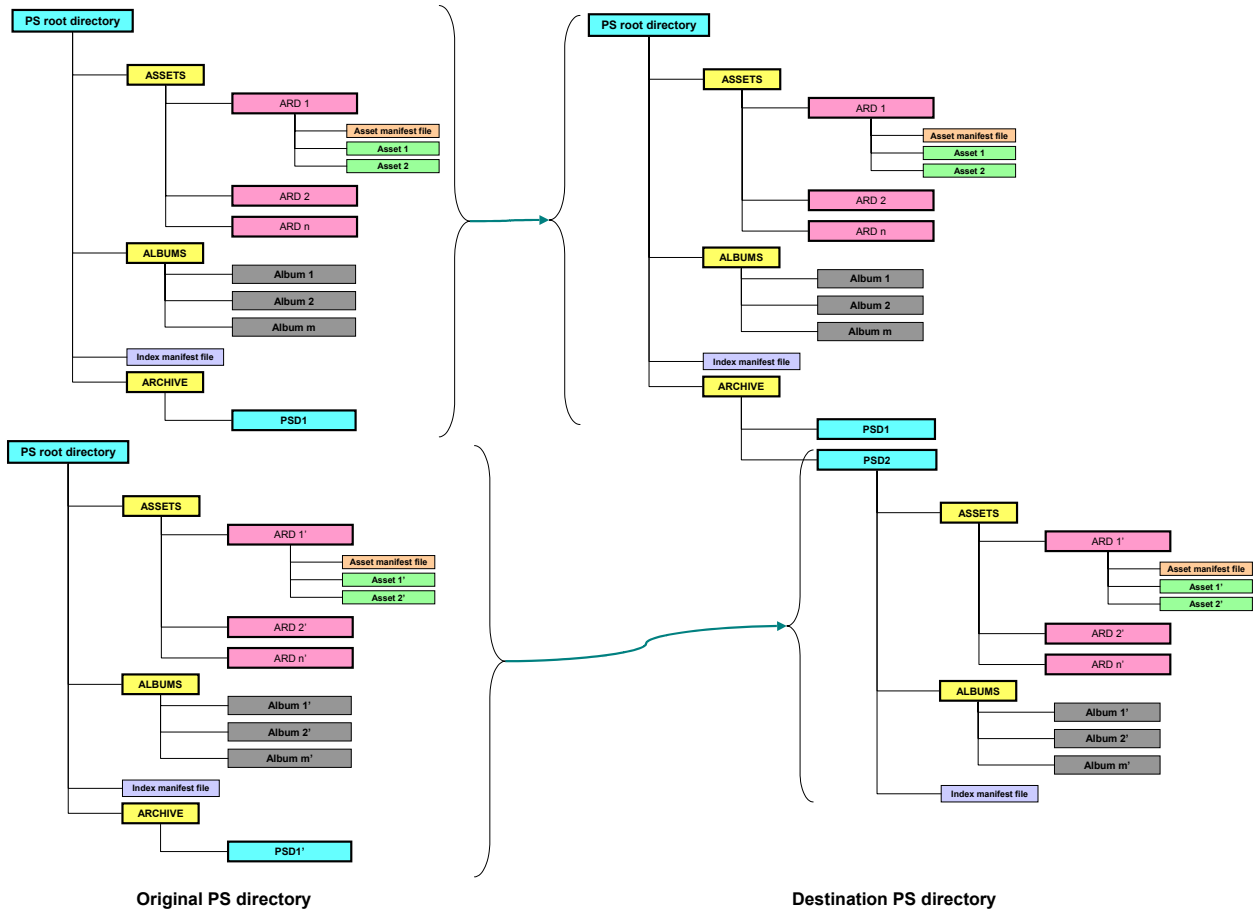 PS root directory
ASSETS
ARD 1
Asset manifest file
Asset 1
Asset 2
ARD 2
ARD n
ALBUMS
Album 1
Album 2
Album m
Index manifest file
ARCHIVE
PSD1
PS root directory
ASSETS
ARD 1'
Asset manifest file
Asset 1'
Asset 2'
ARD 2'
ARD n'
ALBUMS
Album 1'
Album 2'
Album m'
Index manifest file
ARCHIVE
PSD1'
Original PS directory
PS root directory
ASSETS
ARD 1
Asset manifest file
Asset 1
Asset 2
ARD 2
ARD n
ALBUMS
Album 1
Album 2
Album m
Index manifest file
ARCHIVE
PSD1
PSD2
ASSETS
ARD 1'
Asset manifest file
Asset 1'
Asset 2'
ARD 2'
ARD n'
ALBUMS
Album 1'
Album 2'
Album m'
Index manifest file
Destination PS directory